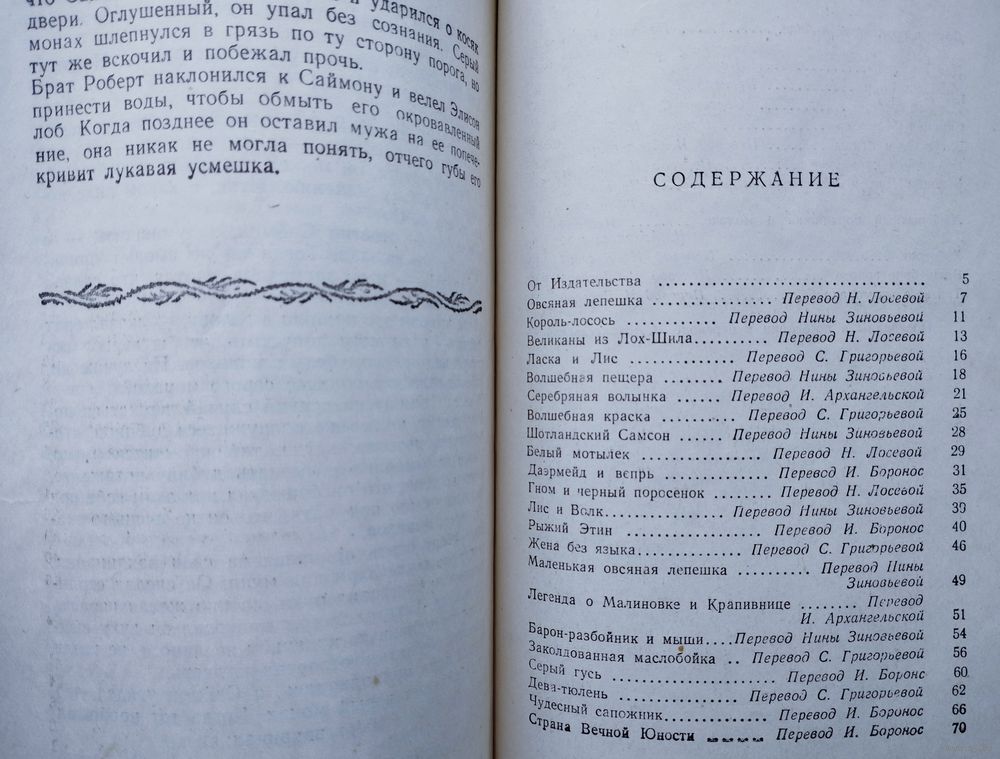 двери. Оглушенный, он упал без сознания. Серый
монах шлепнулся в грязь по ту сторону порога, но
тут же вскочил и побежал прочь.
Брат Роберт наклонился к Саймону и велел Элисон
принести воды, чтобы обмыть его окровавленный
лоб Когда позднее он оставил мужа на ее попече-
ние, она никак не могла понять, отчего губы его
кривит лукавая усмешка.
СОДЕРЖАНИЕ
От Издательства .......... 5
Овсяная лепешка .......... Перевод Н. Лосевой 7
Король-лосось .......... Перевод Нины Зиновьевой 11
Великаны из Лох-Шила.......... Перевод Н. Лосевой 13
Ласка и Лис .......... Перевод С. Григорьевой 16
Волшебная пещера ........ Перевод Нины Зиновьевой 18
Серебряная волынка ...... Перевод И. Архангельской 21
Волшебная краска .......... Перевод С. Григорьевой 25
Шотландский Самсон ...... Перевод Нины Зиновьевой 28
Белый мотылек .......... Перевод Н. Лосевой 29
Даэрмейд и вепрь .......... Перевод И. Боронос 31
Гном и черный поросенок ........ Перевод Н. Лосевой 35
Лис и Волк.......... Перевод Нины Зиновьевой 39
Рыжий Этин .......... Перевод И. Боронос 40
Жена без языка.......... Перевод С. Григорьевой 46
Маленькая овсяная лепешка .......... Перевод Нины
Зиновьевой 49
Легенда о Малиновке и Крапивнице ........ Перевод
И. Архангельской 51
Барон-разбойник и мыши....Перевод Нины Зиновьевой 54
Заколдованная маслобойка .. Перевод С. Григорьевой 56
Серый гусь .......... Перевод И. Боронс 60
Дева-тюлень .......... Перевод С. Григорьевой 62
Чудесный сапожник.......... Перевод И. Боронос 66
Страна Вечной Юности ..... Перевод И. Боронос 70